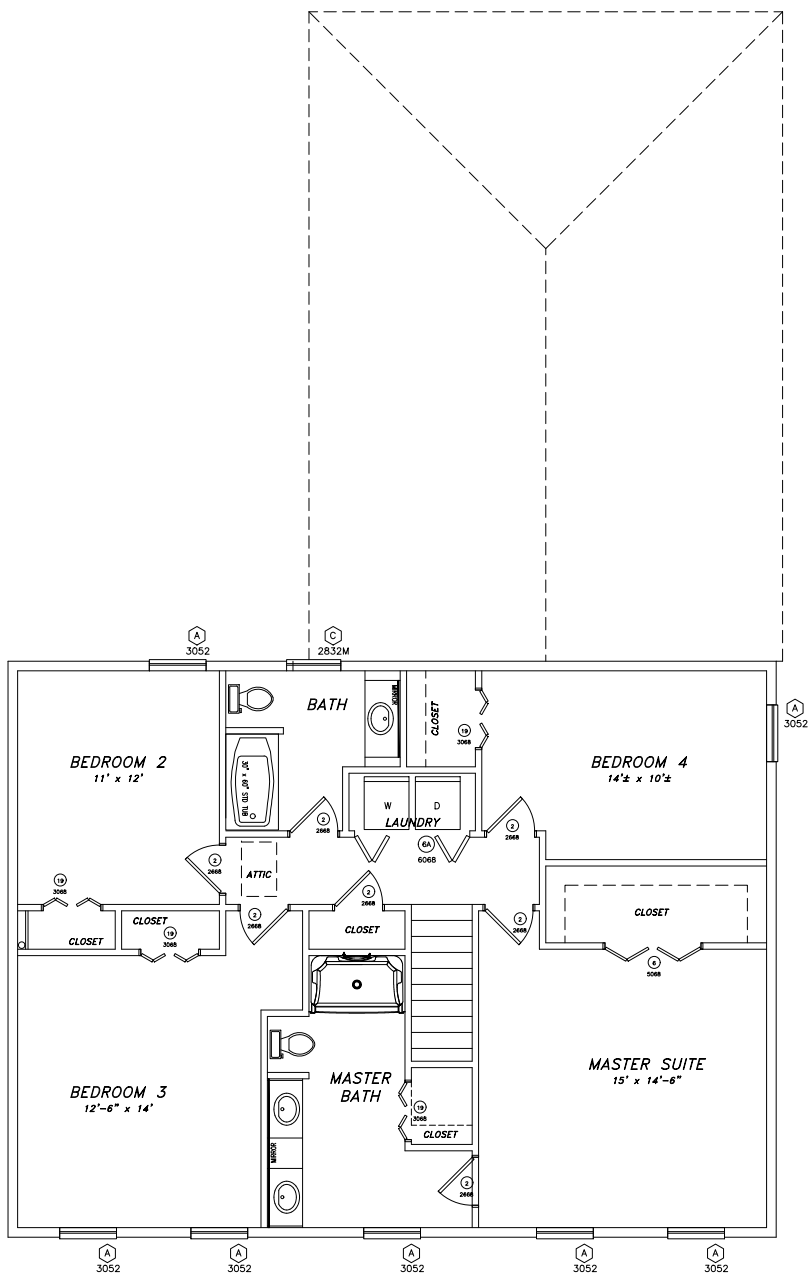 A
3052
C
2832M
BATH
MIRROR
CLOSET
19
3068
A
3052
BEDROOM 2
11' x 12'
BEDROOM 4
14'± x 10'±
30" x 60" STD TUB
W
D
LAUNDRY
2
2668
2
2668
6A
6068
2
2668
ATTIC
19
3068
2
2668
2
2668
2
2668
CLOSET
CLOSET
19
3068
CLOSET
CLOSET
6
5068
MASTER SUITE
15' x 14'-6"
BEDROOM 3
12'-6" x 14'
MASTER
BATH
19
3068
CLOSET
MIRROR
2
2668
A
3052
A
3052
A
3052
A
3052
A
3052